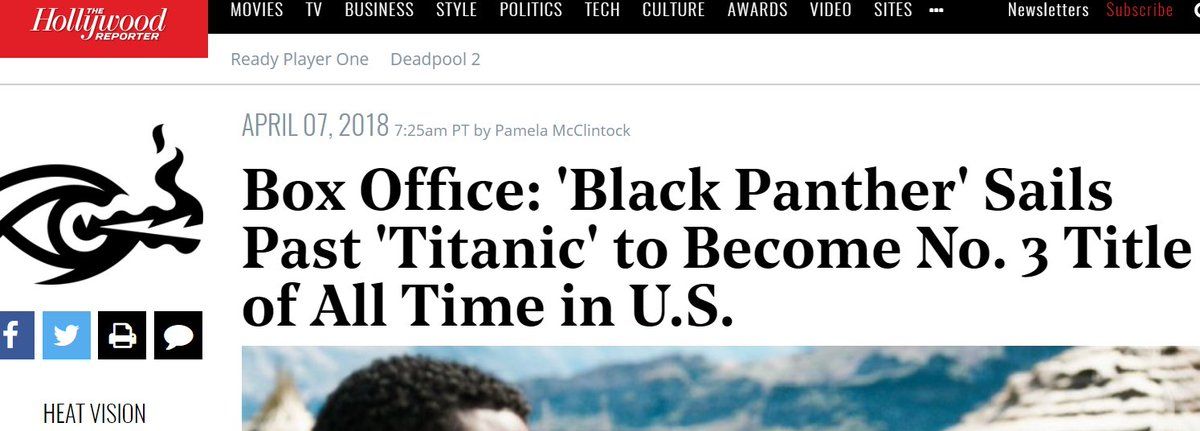 THE
Hollywood
REPORTER
MOVIES TV BUSINESS STYLE POLITICS TECH CULTURE AWARDS VIDEO SITES ••• Newsletters Subscribe
Ready Player One Deadpool 2
APRIL 07, 2018 7:25am PT by Pamela McClintock
Box Office: 'Black Panther' Sails
Past 'Titanic' to Become No. 3 Title
of All Time in U.S.
HEAT VISION